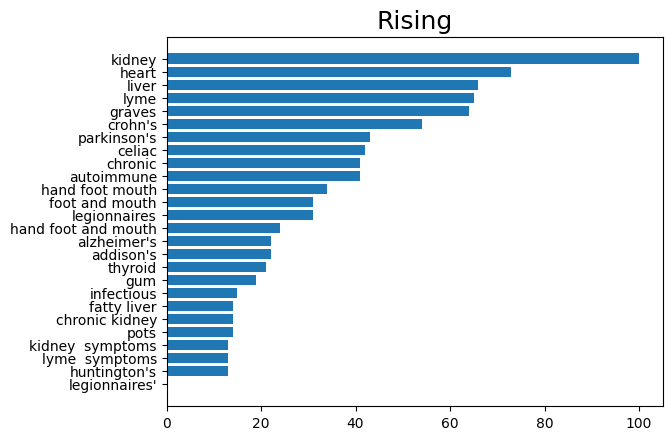 Rising
kidney
heart
liver
lyme
graves
crohn's
parkinson's
celiac
chronic
autoimmune
hand foot mouth
foot and mouth
legionnaires
hand foot and mouth
alzheimer's
addison's
thyroid
gum
infectious
fatty liver
chronic kidney
pots
kidney  symptoms
lyme  symptoms
huntington's
legionnaires'
0 20 40 60 80 100